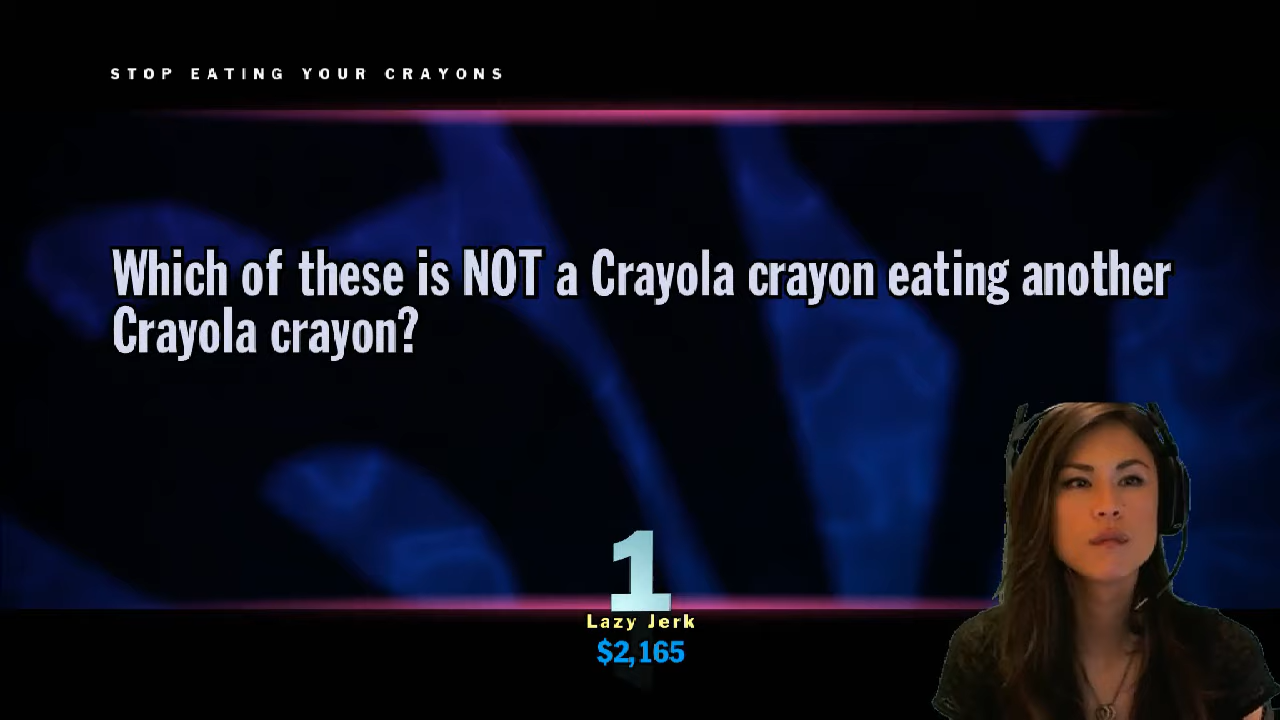 STOP EATING YOUR CRAYONS
Which of these is NOT a Crayola crayon eating another
Crayola crayon?
1
Lazy Jerk
$2,165